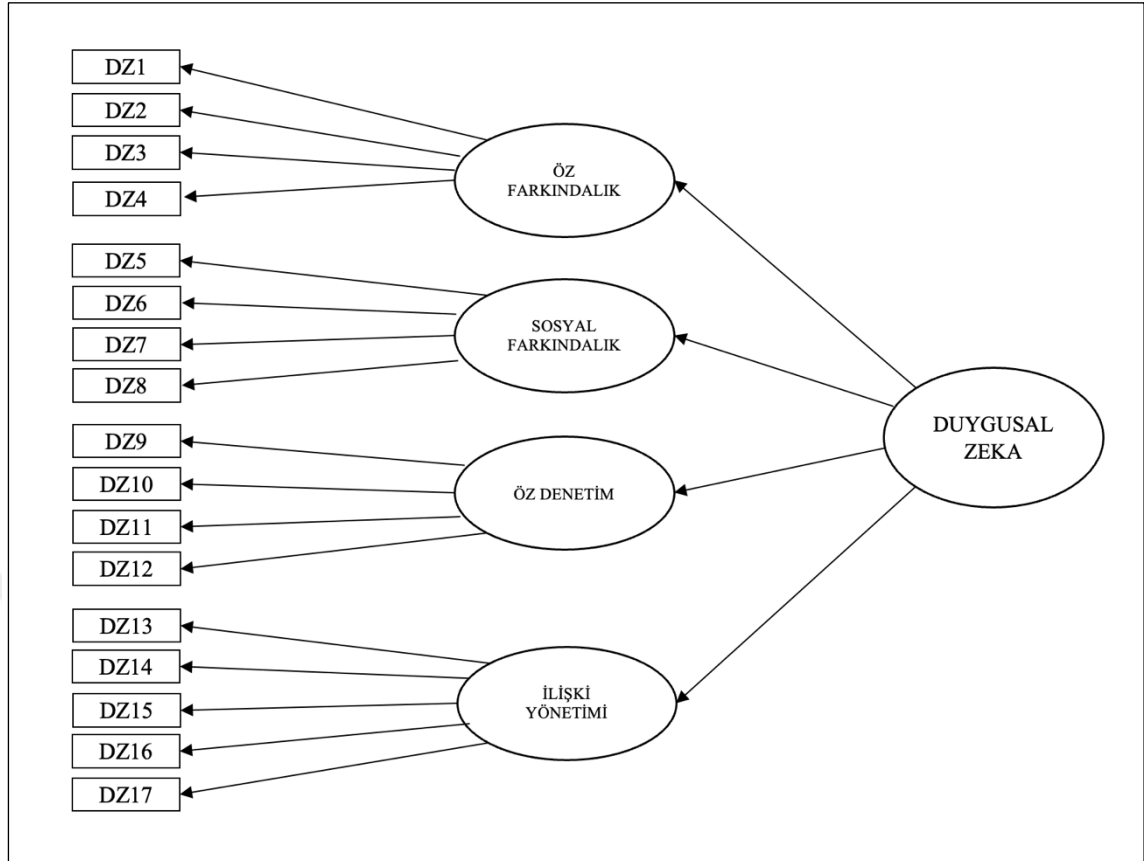 DZ1
DZ2
DZ3
DZ4
ÖZ
FARKINDALIK
DZ5
DZ6
DZ7
DZ8
SOSYAL
FARKINDALIK
DZ9
DZ10
DZ11
DZ12
ÖZ DENETİM
DZ13
DZ14
DZ15
DZ16
DZ17
İLİŞKİ
YÖNETİMİ
DUYGUSAL
ZEKA